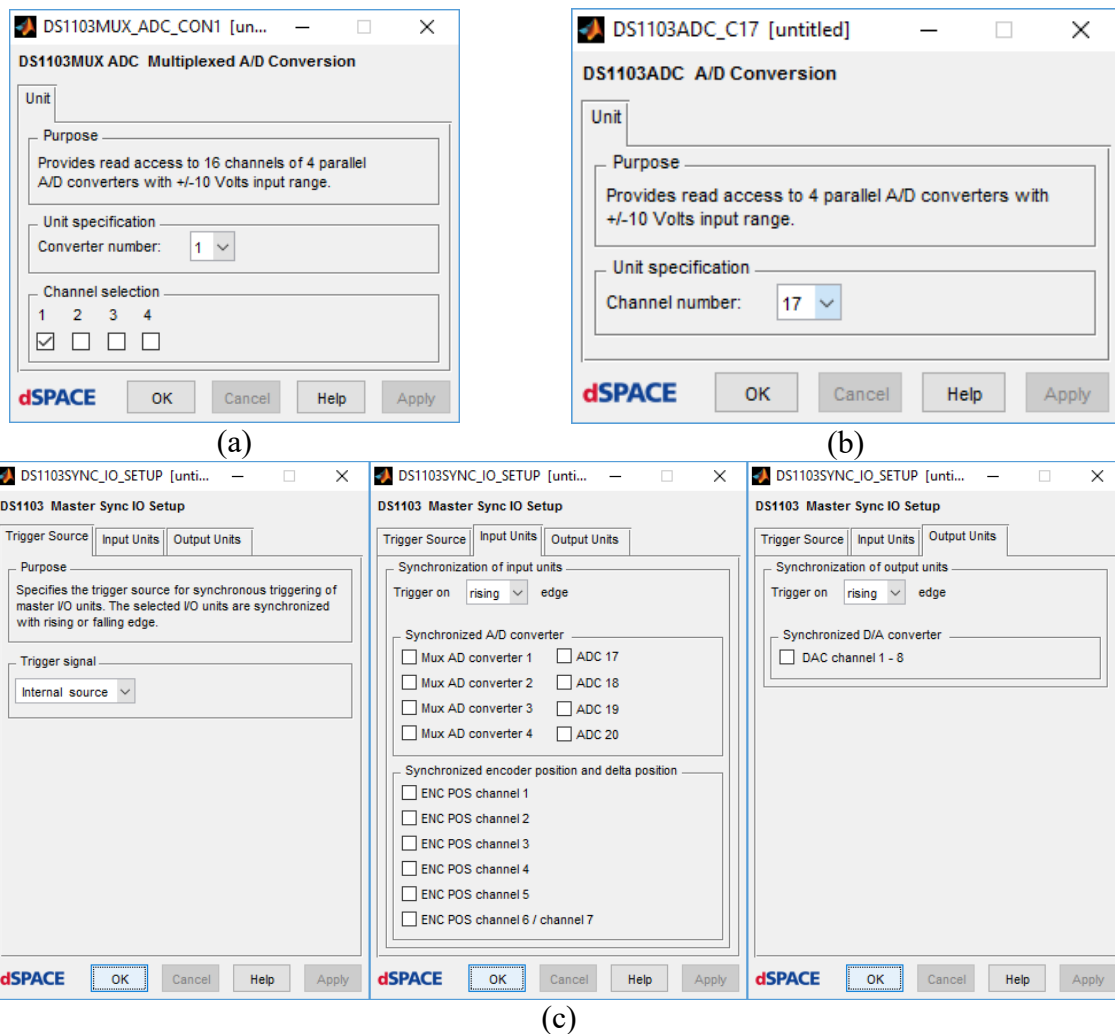 DS1103MUX_ADC_CON1 [un...
DS1103MUX ADC Multiplexed A/D Conversion
Unit
Purpose
Provides read access to 16 channels of 4 parallel
A/D converters with +/-10 Volts input range.
Unit specification
Converter number: 1
Channel selection
1 2 3 4
dSPACE OK Cancel Help Apply
(a)
DS1103ADC_C17 [untitled]
DS1103ADC A/D Conversion
Unit
Purpose
Provides read access to 4 parallel A/D converters with
+/-10 Volts input range.
Unit specification
Channel number: 17
dSPACE OK Cancel Help Apply
(b)
DS1103SYNC_IO_SETUP [unti...
DS1103 Master Sync IO Setup
Trigger Source Input Units Output Units
Purpose
Specifies the trigger source for synchronous triggering of
master I/O units. The selected I/O units are synchronized
with rising or falling edge.
Trigger signal
Internal source
dSPACE OK Cancel Help Apply
DS1103SYNC_IO_SETUP [unti...
DS1103 Master Sync IO Setup
Trigger Source Input Units Output Units
Synchronization of input units
Trigger on rising edge
Synchronized A/D converter
Mux AD converter 1 ADC 17
Mux AD converter 2 ADC 18
Mux AD converter 3 ADC 19
Mux AD converter 4 ADC 20
Synchronized encoder position and delta position
ENC POS channel 1
ENC POS channel 2
ENC POS channel 3
ENC POS channel 4
ENC POS channel 5
ENC POS channel 6 / channel 7
dSPACE OK Cancel Help Apply
DS1103SYNC_IO_SETUP [unti...
DS1103 Master Sync IO Setup
Trigger Source Input Units Output Units
Synchronization of output units
Trigger on rising edge
Synchronized D/A converter
DAC channel 1 - 8
dSPACE OK Cancel Help Apply
(c)